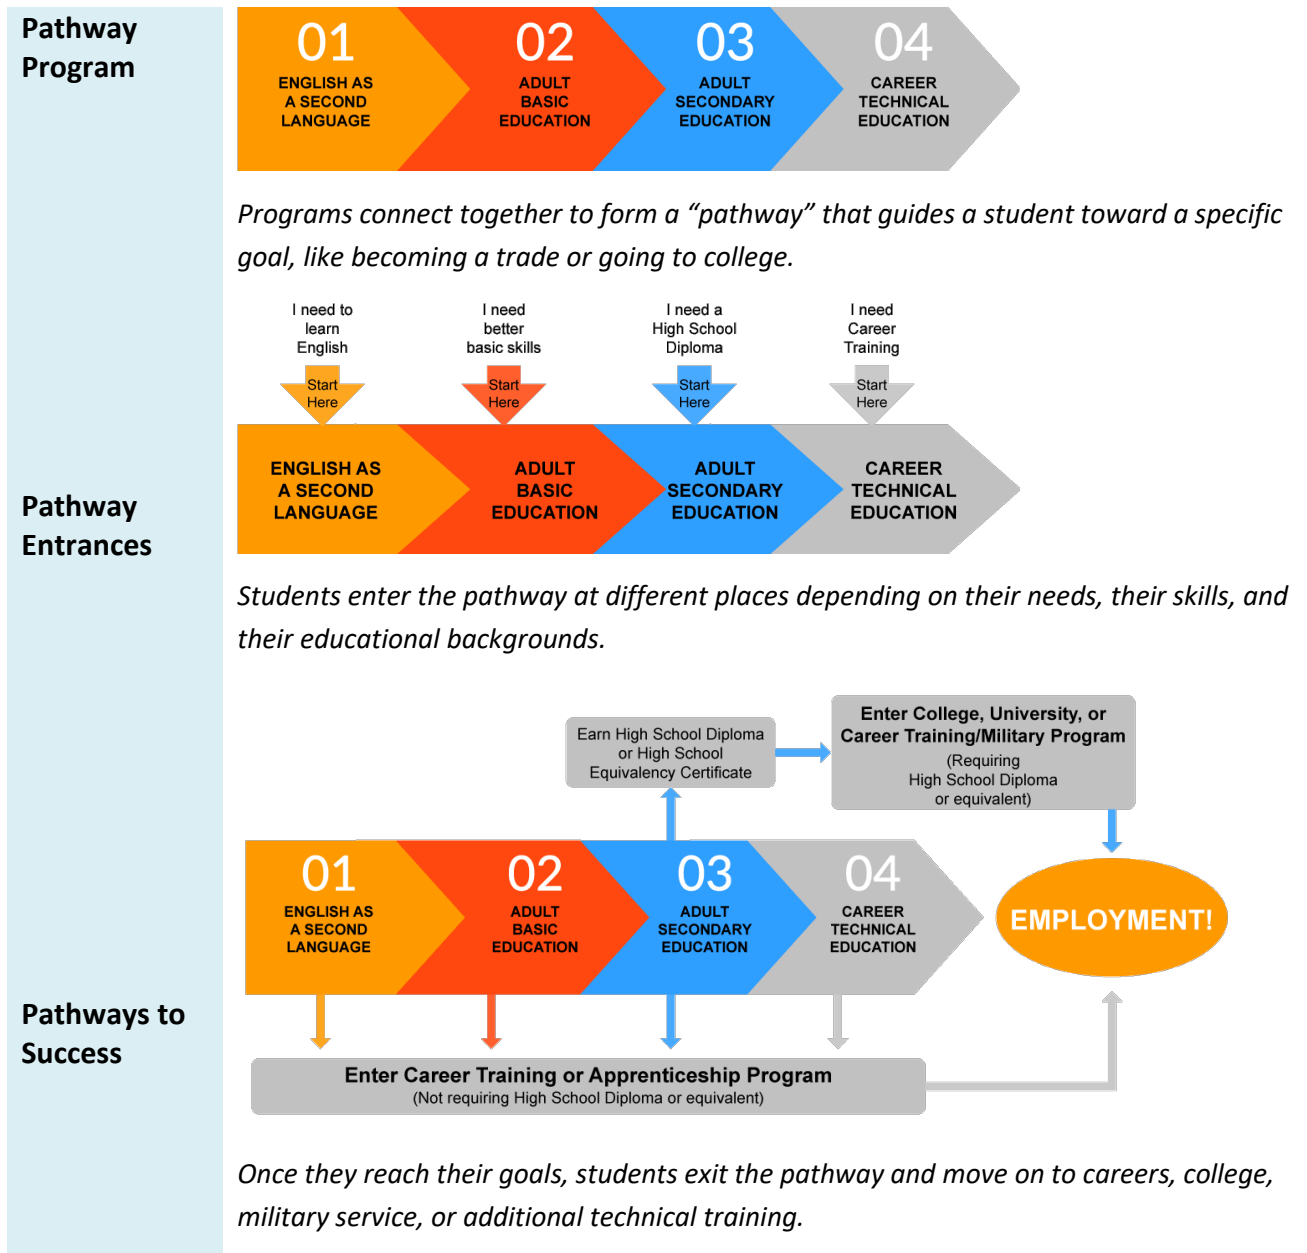 Pathway
Program
01
ENGLISH AS
A SECOND
LANGUAGE
02
ADULT
BASIC
EDUCATION
03
ADULT
SECONDARY
EDUCATION
04
CAREER
TECHNICAL
EDUCATION
Programs connect together to form a “pathway” that guides a student toward a specific
goal, like becoming a trade or going to college.
Pathway
Entrances
I need to
learn
English
I need
better
basic skills
I need a
High School
Diploma
I need
Career
Training
Start
Here
Start
Here
Start
Here
Start
Here
ENGLISH AS
A SECOND
LANGUAGE
ADULT
BASIC
EDUCATION
ADULT
SECONDARY
EDUCATION
CAREER
TECHNICAL
EDUCATION
Students enter the pathway at different places depending on their needs, their skills, and
their educational backgrounds.
Pathways to
Success
Earn High School Diploma
or High School
Equivalency Certificate
Enter College, University, or
Career Training/Military Program
(Requiring
High School Diploma
or equivalent)
01
ENGLISH AS
A SECOND
LANGUAGE
02
ADULT
BASIC
EDUCATION
03
ADULT
SECONDARY
EDUCATION
04
CAREER
TECHNICAL
EDUCATION
EMPLOYMENT!
Enter Career Training or Apprenticeship Program
(Not requiring High School Diploma or equivalent)
Once they reach their goals, students exit the pathway and move on to careers, college,
military service, or additional technical training.